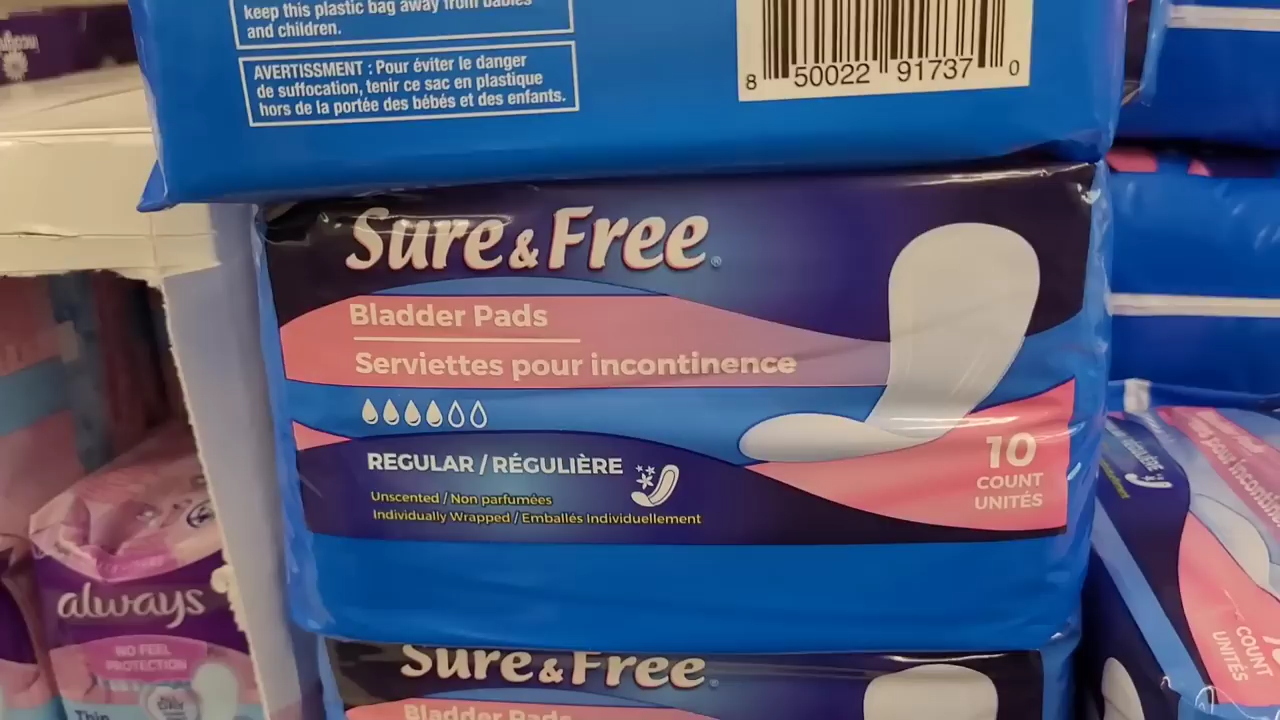 keep this plastic bag away from babies
and children.
AVERTISSMENT : Pour éviter le danger
de suffocation, tenir ce sac en plastique
hors de la portée des bébés et des enfants.
8 50022 91737 0
Sure & Free®
Bladder Pads
Serviettes pour incontinence
REGULAR / RÉGULIÈRE
Unscented / Non parfumées
Individually Wrapped / Emballés individuellement
10
COUNT
UNITÉS
always
NO FEEL
PROTECTION
Thin
Sure & Free®
Bladder Pads
RÉGULIÈRE
COUNT
UNITÉS